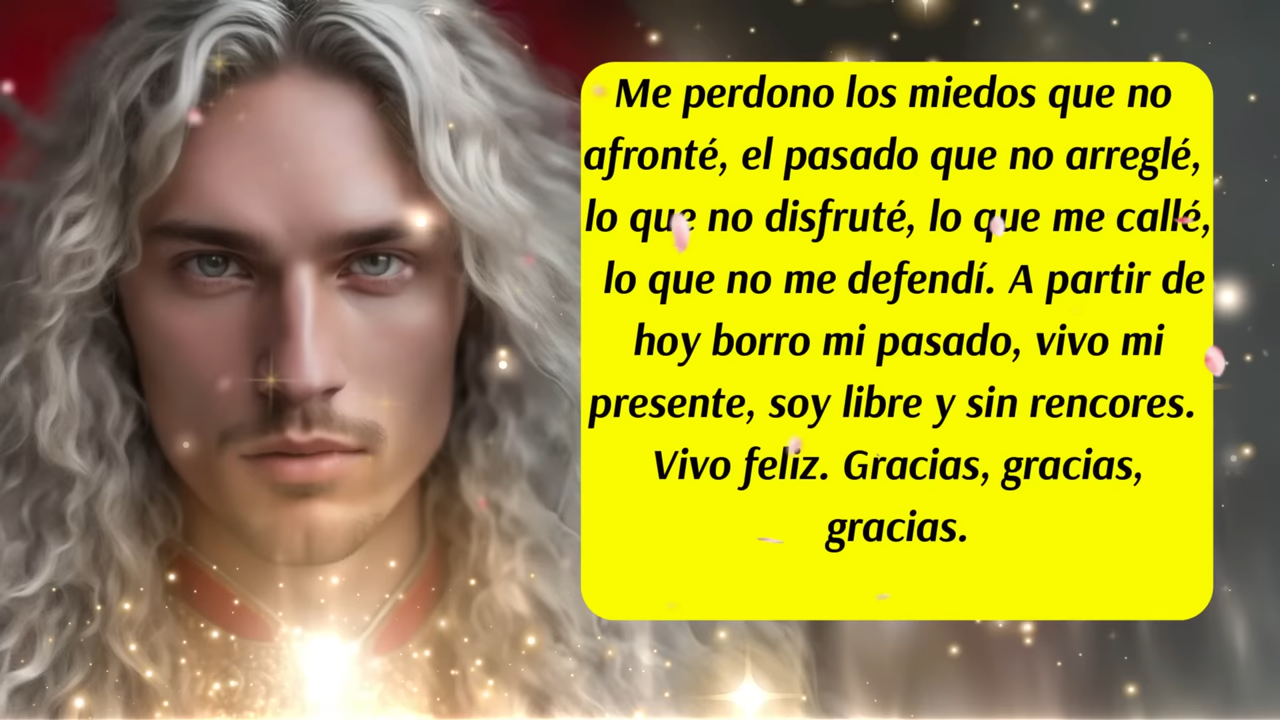 Me perdono los miedos que no
afronté, el pasado que no arreglé,
lo que no disfruté, lo que me callé,
lo que no me defendí. A partir de
hoy borro mi pasado, vivo mi
presente, soy libre y sin rencores.
Vivo feliz. Gracias, gracias,
gracias.